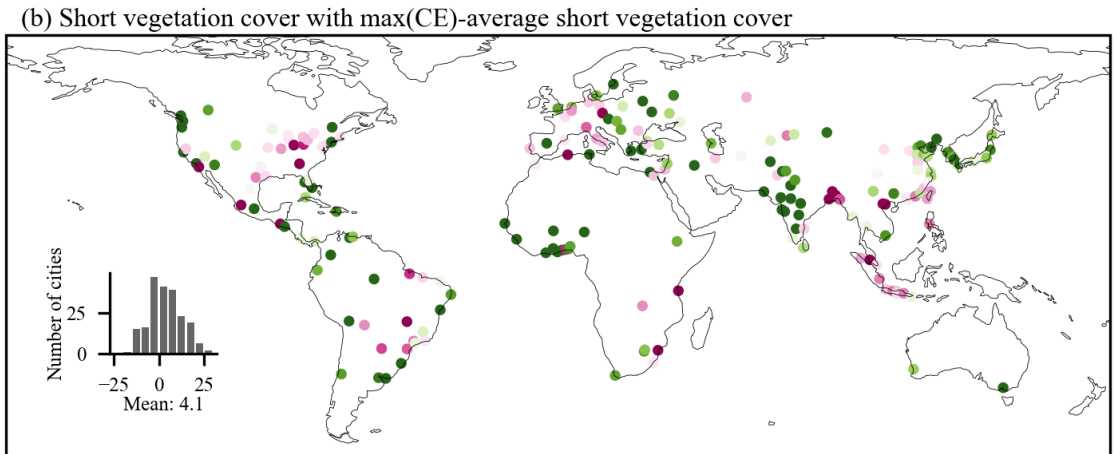 (b) Short vegetation cover with max(CE)-average short vegetation cover
Number of cities
25
0
−25 0 25
Mean: 4.1